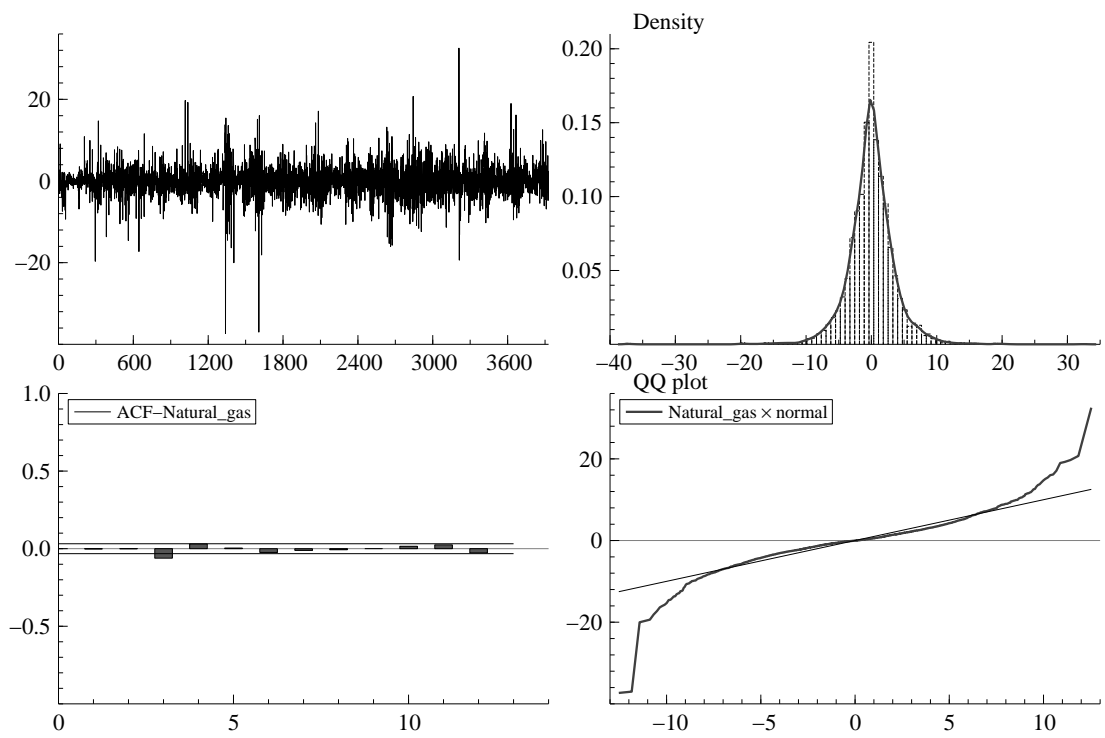 Density
20
0
−20
0 600 1200 1800 2400 3000 3600
0.20
0.15
0.10
0.05
−40 −30 −20 −10 0 10 20 30
QQ plot
ACF−Natural_gas
1.0
0.5
0.0
−0.5
0 5 10
Natural_gas × normal
20
0
−20
−10 −5 0 5 10